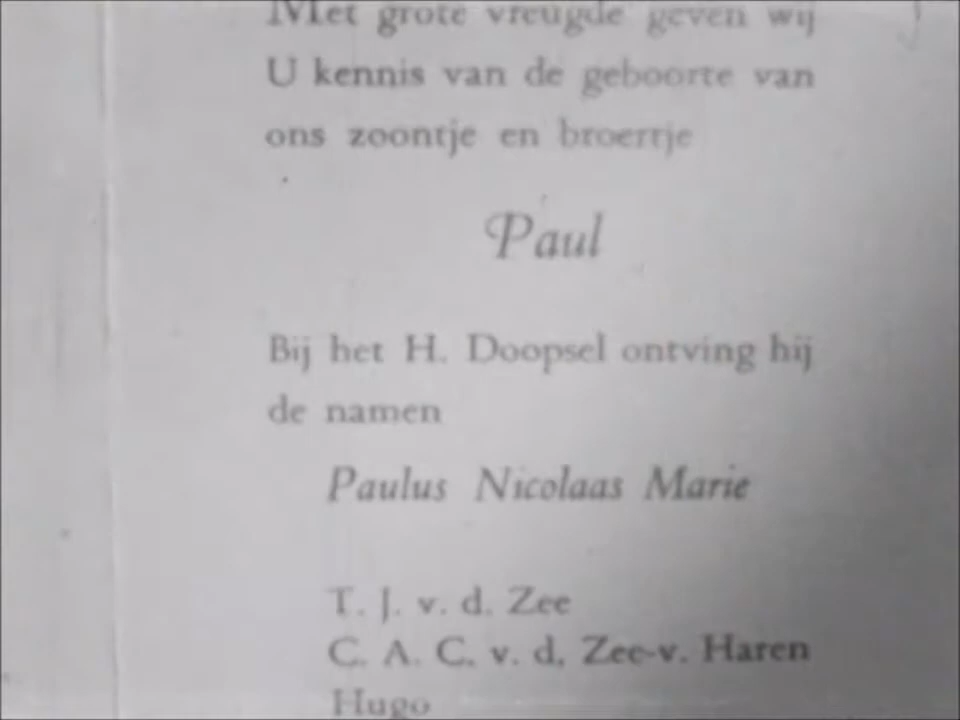 Met grote vreugde geven wij
U kennis van de geboorte van
ons zoontje en broertje
Paul
Bij het H. Doopsel ontving hij
de namen
Paulus Nicolaas Marie
T. J. v. d. Zee
C. A. C. v. d. Zee-v. Haren
Hugo